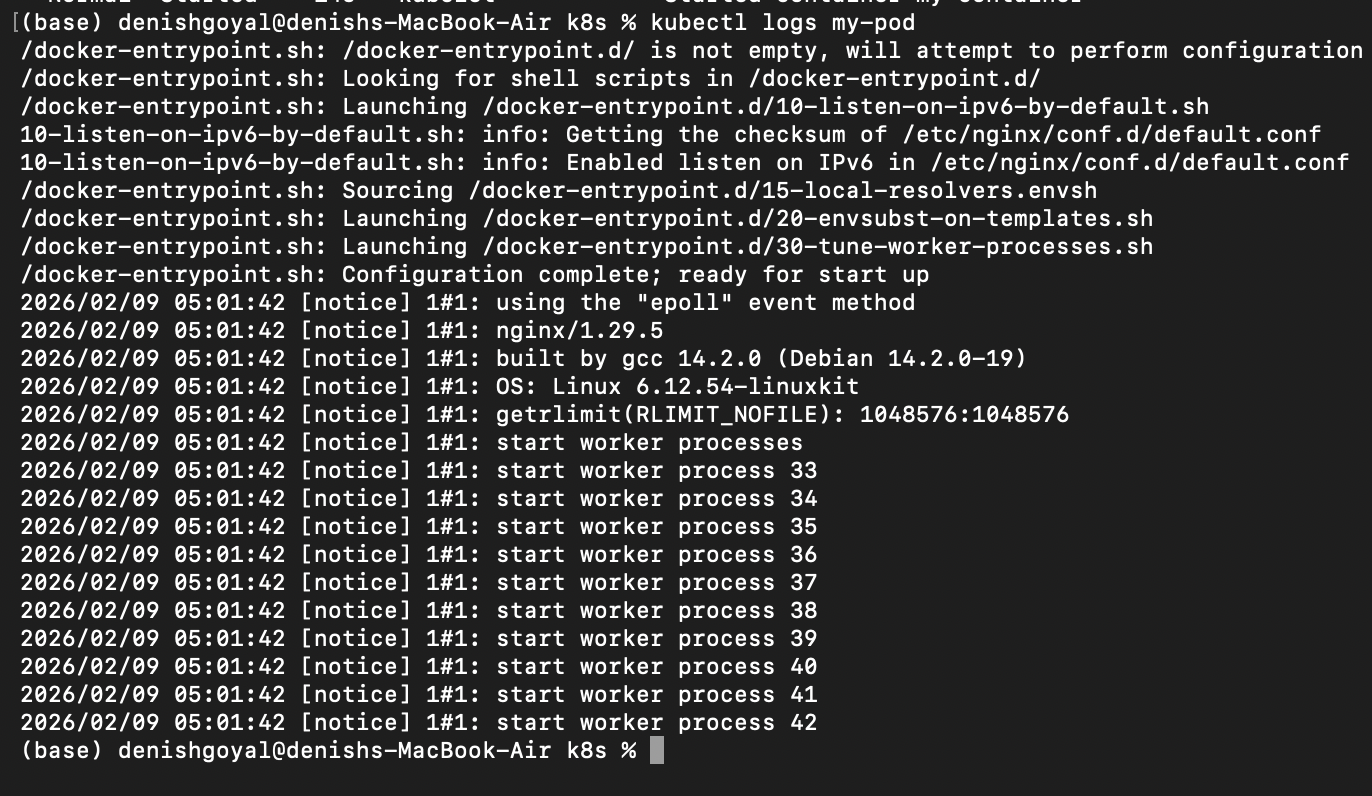 [(base) denishgoyal@denishs-MacBook-Air k8s % kubectl logs my-pod
/docker-entrypoint.sh: /docker-entrypoint.d/ is not empty, will attempt to perform configuration
/docker-entrypoint.sh: Looking for shell scripts in /docker-entrypoint.d/
/docker-entrypoint.sh: Launching /docker-entrypoint.d/10-listen-on-ipv6-by-default.sh
10-listen-on-ipv6-by-default.sh: info: Getting the checksum of /etc/nginx/conf.d/default.conf
10-listen-on-ipv6-by-default.sh: info: Enabled listen on IPv6 in /etc/nginx/conf.d/default.conf
/docker-entrypoint.sh: Sourcing /docker-entrypoint.d/15-local-resolvers.envsh
/docker-entrypoint.sh: Launching /docker-entrypoint.d/20-envsubst-on-templates.sh
/docker-entrypoint.sh: Launching /docker-entrypoint.d/30-tune-worker-processes.sh
/docker-entrypoint.sh: Configuration complete; ready for start up
2026/02/09 05:01:42 [notice] 1#1: using the "epoll" event method
2026/02/09 05:01:42 [notice] 1#1: nginx/1.29.5
2026/02/09 05:01:42 [notice] 1#1: built by gcc 14.2.0 (Debian 14.2.0-19)
2026/02/09 05:01:42 [notice] 1#1: OS: Linux 6.12.54-linuxkit
2026/02/09 05:01:42 [notice] 1#1: getrlimit(RLIMIT_NOFILE): 1048576:1048576
2026/02/09 05:01:42 [notice] 1#1: start worker processes
2026/02/09 05:01:42 [notice] 1#1: start worker process 33
2026/02/09 05:01:42 [notice] 1#1: start worker process 34
2026/02/09 05:01:42 [notice] 1#1: start worker process 35
2026/02/09 05:01:42 [notice] 1#1: start worker process 36
2026/02/09 05:01:42 [notice] 1#1: start worker process 37
2026/02/09 05:01:42 [notice] 1#1: start worker process 38
2026/02/09 05:01:42 [notice] 1#1: start worker process 39
2026/02/09 05:01:42 [notice] 1#1: start worker process 40
2026/02/09 05:01:42 [notice] 1#1: start worker process 41
2026/02/09 05:01:42 [notice] 1#1: start worker process 42
(base) denishgoyal@denishs-MacBook-Air k8s %